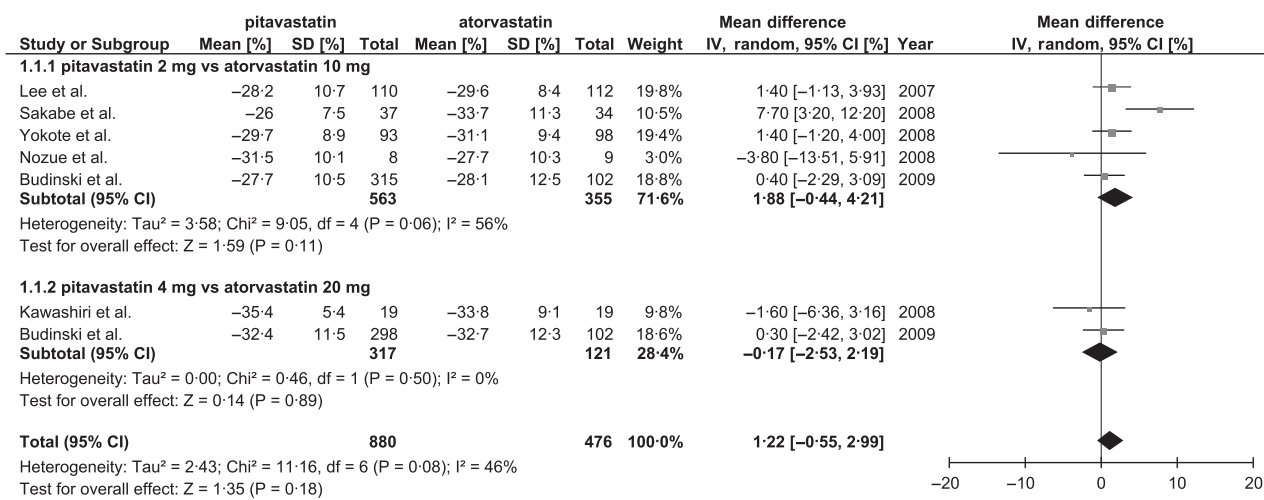 pitavastatin atorvastatin Mean difference Mean difference
Study or Subgroup Mean [%] SD [%] Total Mean [%] SD [%] Total Weight IV, random, 95% CI [%] Year IV, random, 95% CI [%]
1.1.1 pitavastatin 2 mg vs atorvastatin 10 mg
Lee et al. –28·2 10·7 110 –29·6 8·4 112 19·8% 1·40 [–1·13, 3·93] 2007
Sakabe et al. –26 7·5 37 –33·7 11·3 34 10·5% 7·70 [3·20, 12·20] 2008
Yokote et al. –29·7 8·9 93 –31·1 9·4 98 19·4% 1·40 [–1·20, 4·00] 2008
Nozue et al. –31·5 10·1 8 –27·7 10·3 9 3·0% –3·80 [–13·51, 5·91] 2008
Budinski et al. –27·7 10·5 315 –28·1 12·5 102 18·8% 0·40 [–2·29, 3·09] 2009
Subtotal (95% CI) 563 355 71·6% 1·88 [–0·44, 4·21]
Heterogeneity: Tau² = 3·58; Chi² = 9·05, df = 4 (P = 0·06); I² = 56%
Test for overall effect: Z = 1·59 (P = 0·11)
1.1.2 pitavastatin 4 mg vs atorvastatin 20 mg
Kawashiri et al. –35·4 5·4 19 –33·8 9·1 19 9·8% –1·60 [–6·36, 3·16] 2008
Budinski et al. –32·4 11·5 298 –32·7 12·3 102 18·6% 0·30 [–2·42, 3·02] 2009
Subtotal (95% CI) 317 121 28·4% –0·17 [–2·53, 2·19]
Heterogeneity: Tau² = 0·00; Chi² = 0·46, df = 1 (P = 0·50); I² = 0%
Test for overall effect: Z = 0·14 (P = 0·89)
Total (95% CI) 880 476 100·0% 1·22 [–0·55, 2·99]
Heterogeneity: Tau² = 2·43; Chi² = 11·16, df = 6 (P = 0·08); I² = 46%
Test for overall effect: Z = 1·35 (P = 0·18)
–20 –10 0 10 20